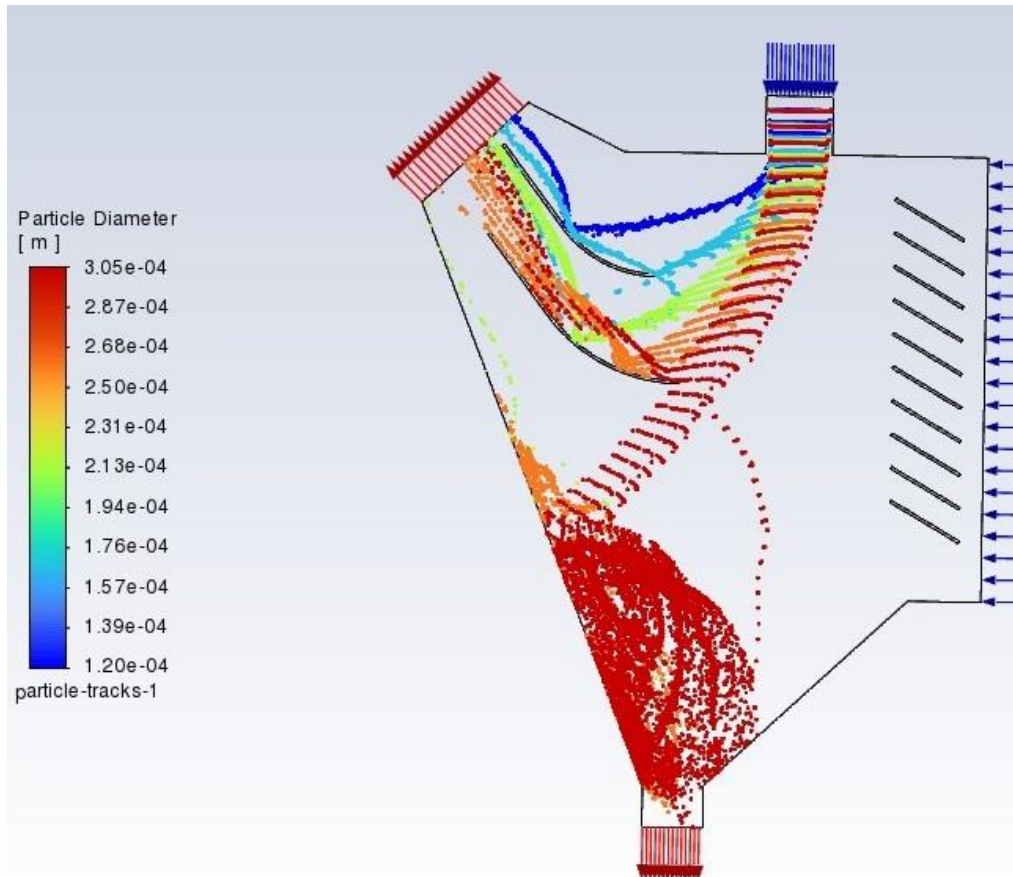 Particle Diameter
[ m ]
3.05e-04
2.87e-04
2.68e-04
2.50e-04
2.31e-04
2.13e-04
1.94e-04
1.76e-04
1.57e-04
1.39e-04
1.20e-04
particle-tracks-1